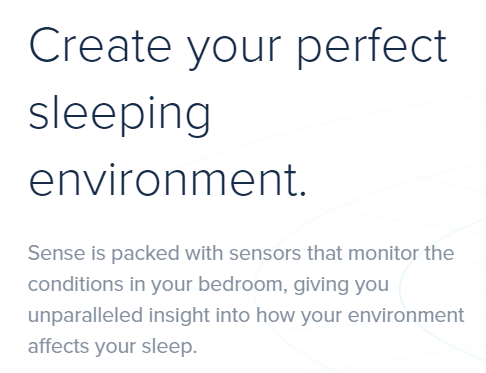 Create your perfect
sleeping
environment.
Sense is packed with sensors that monitor the
conditions in your bedroom, giving you
unparalleled insight into how your environment
affects your sleep.